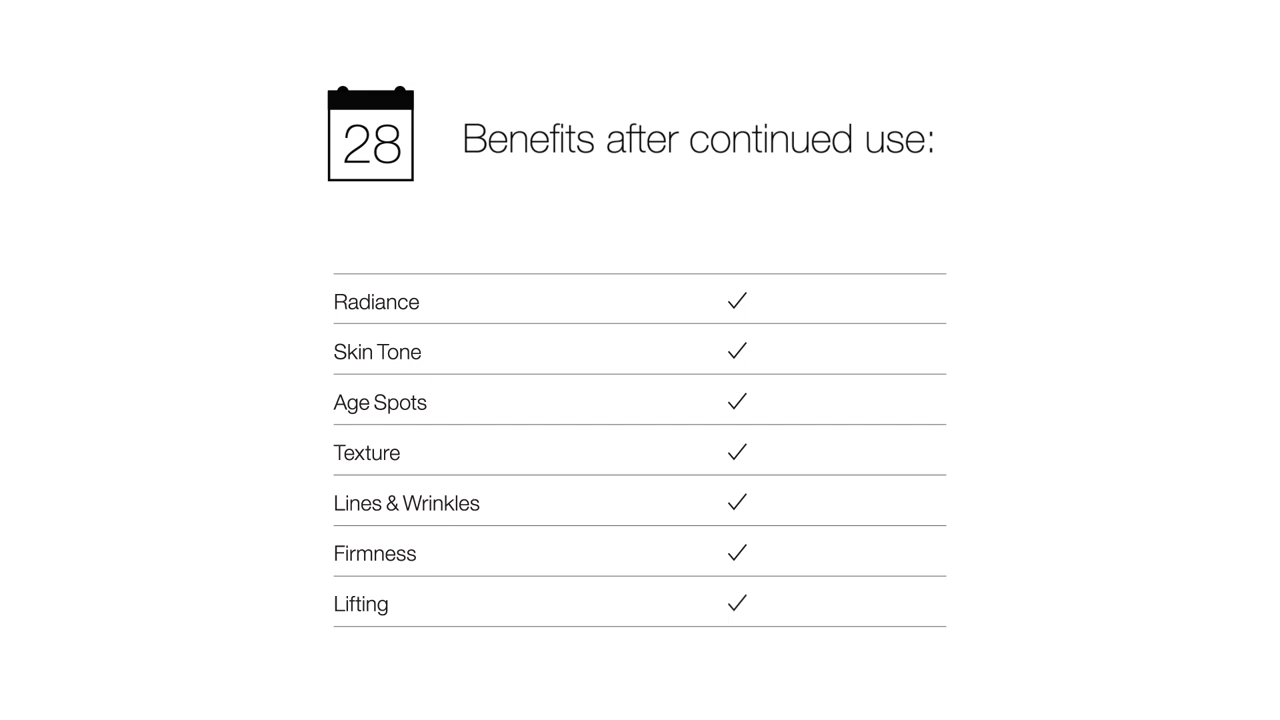 28
Benefits after continued use:
Radiance ✓
Skin Tone ✓
Age Spots ✓
Texture ✓
Lines & Wrinkles ✓
Firmness ✓
Lifting ✓